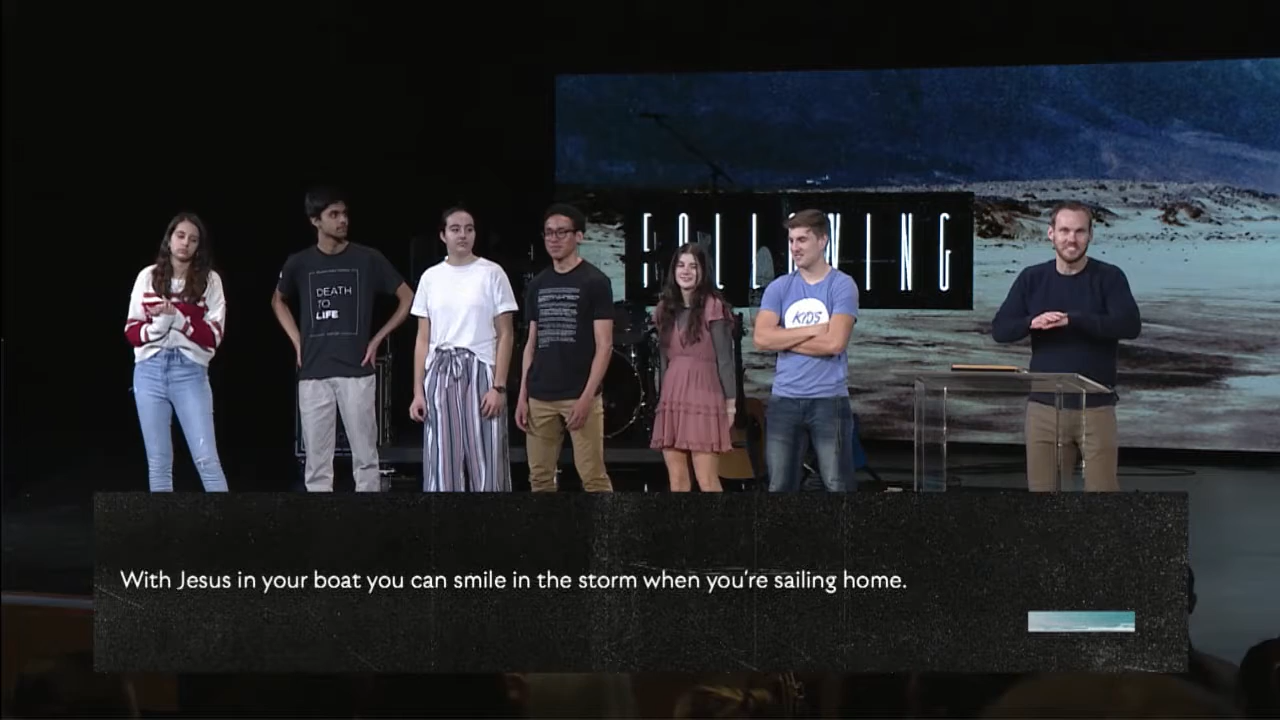 FOLLOWING
DEATH
TO
LIFE
KIDS
With Jesus in your boat you can smile in the storm when you're sailing home.